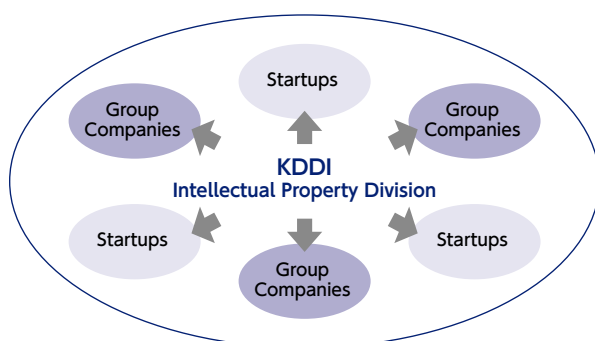 Startups
Group
Companies
Group
Companies
KDDI
Intellectual Property Division
Startups
Startups
Group
Companies